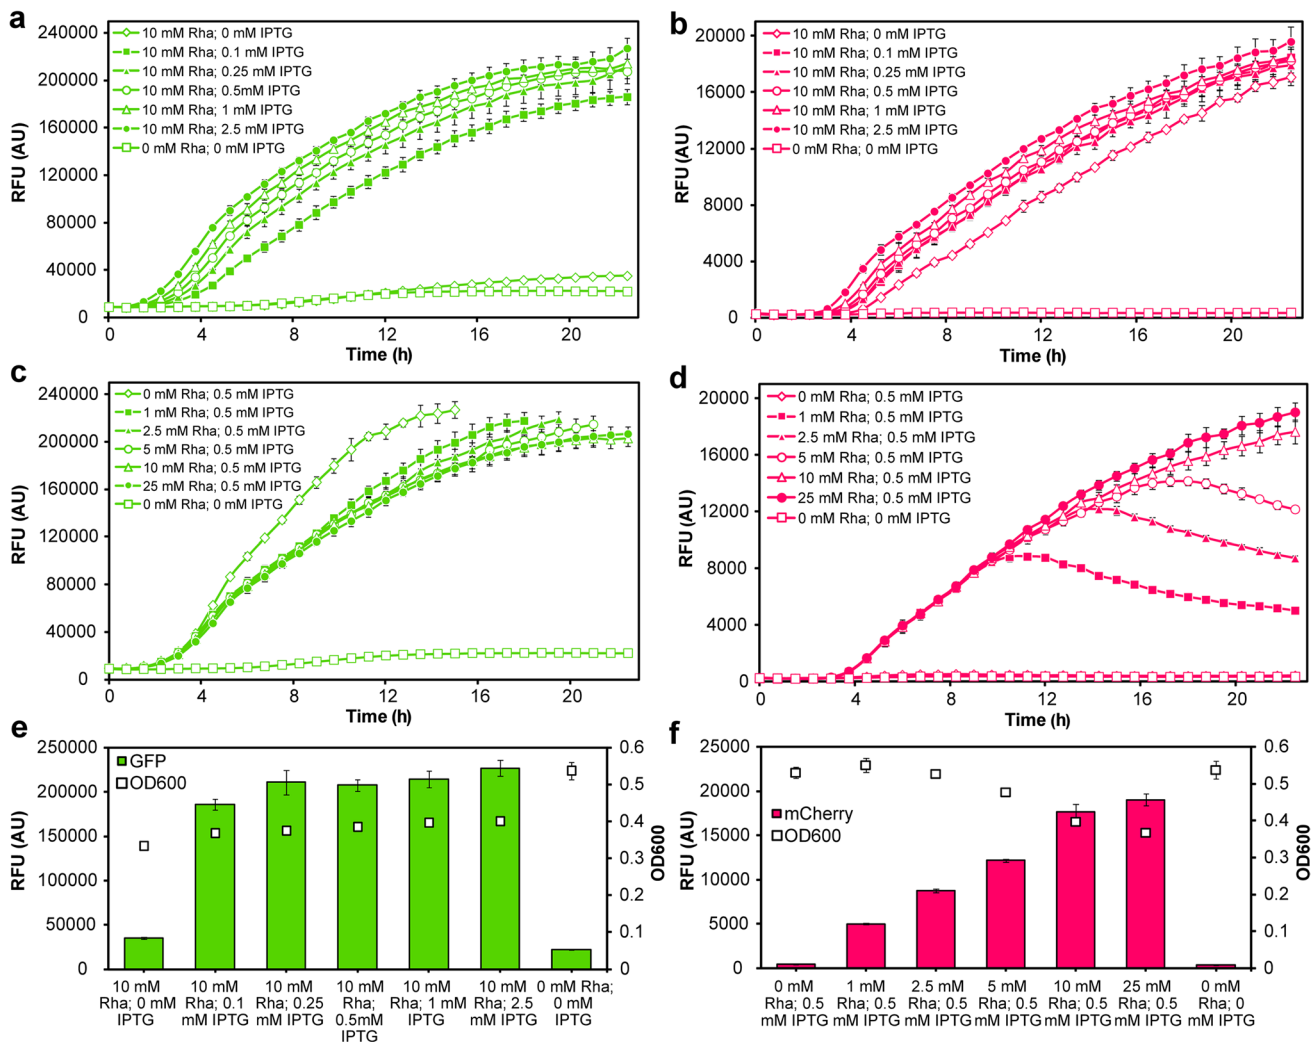 a
240000
200000
160000
120000
80000
40000
0
RFU (AU)
10 mM Rha; 0 mM IPTG
10 mM Rha; 0.1 mM IPTG
10 mM Rha; 0.25 mM IPTG
10 mM Rha; 0.5mM IPTG
10 mM Rha; 1 mM IPTG
10 mM Rha; 2.5 mM IPTG
0 mM Rha; 0 mM IPTG
0 4 8 12 16 20
Time (h)
b
20000
16000
12000
8000
4000
0
RFU (AU)
10 mM Rha; 0 mM IPTG
10 mM Rha; 0.1 mM IPTG
10 mM Rha; 0.25 mM IPTG
10 mM Rha; 0.5 mM IPTG
10 mM Rha; 1 mM IPTG
10 mM Rha; 2.5 mM IPTG
0 mM Rha; 0 mM IPTG
0 4 8 12 16 20
Time (h)
c
240000
200000
160000
120000
80000
40000
0
RFU (AU)
0 mM Rha; 0.5 mM IPTG
1 mM Rha; 0.5 mM IPTG
2.5 mM Rha; 0.5 mM IPTG
5 mM Rha; 0.5 mM IPTG
10 mM Rha; 0.5 mM IPTG
25 mM Rha; 0.5 mM IPTG
0 mM Rha; 0 mM IPTG
0 4 8 12 16 20
Time (h)
d
20000
16000
12000
8000
4000
0
RFU (AU)
0 mM Rha; 0.5 mM IPTG
1 mM Rha; 0.5 mM IPTG
2.5 mM Rha; 0.5 mM IPTG
5 mM Rha; 0.5 mM IPTG
10 mM Rha; 0.5 mM IPTG
25 mM Rha; 0.5 mM IPTG
0 mM Rha; 0 mM IPTG
0 4 8 12 16 20
Time (h)
e
250000
200000
150000
100000
50000
0
RFU (AU)
GFP
OD600
0.6
0.5
0.4
0.3
0.2
0.1
0
OD600
10 mM
Rha; 0 mM
IPTG
10 mM
Rha; 0.1
mM IPTG
10 mM
Rha; 0.25
mM IPTG
10 mM
Rha;
0.5mM
IPTG
10 mM
Rha; 1 mM
IPTG
10 mM
Rha; 2.5
mM IPTG
0 mM Rha;
0 mM
IPTG
f
25000
20000
15000
10000
5000
0
RFU (AU)
mCherry
OD600
0.6
0.5
0.4
0.3
0.2
0.1
0
OD600
0 mM
Rha; 0.5
mM IPTG
1 mM
Rha; 0.5
mM IPTG
2.5 mM
Rha; 0.5
mM IPTG
5 mM
Rha; 0.5
mM IPTG
10 mM
Rha; 0.5
mM IPTG
25 mM
Rha; 0.5
mM IPTG
0 mM
Rha; 0
mM IPTG